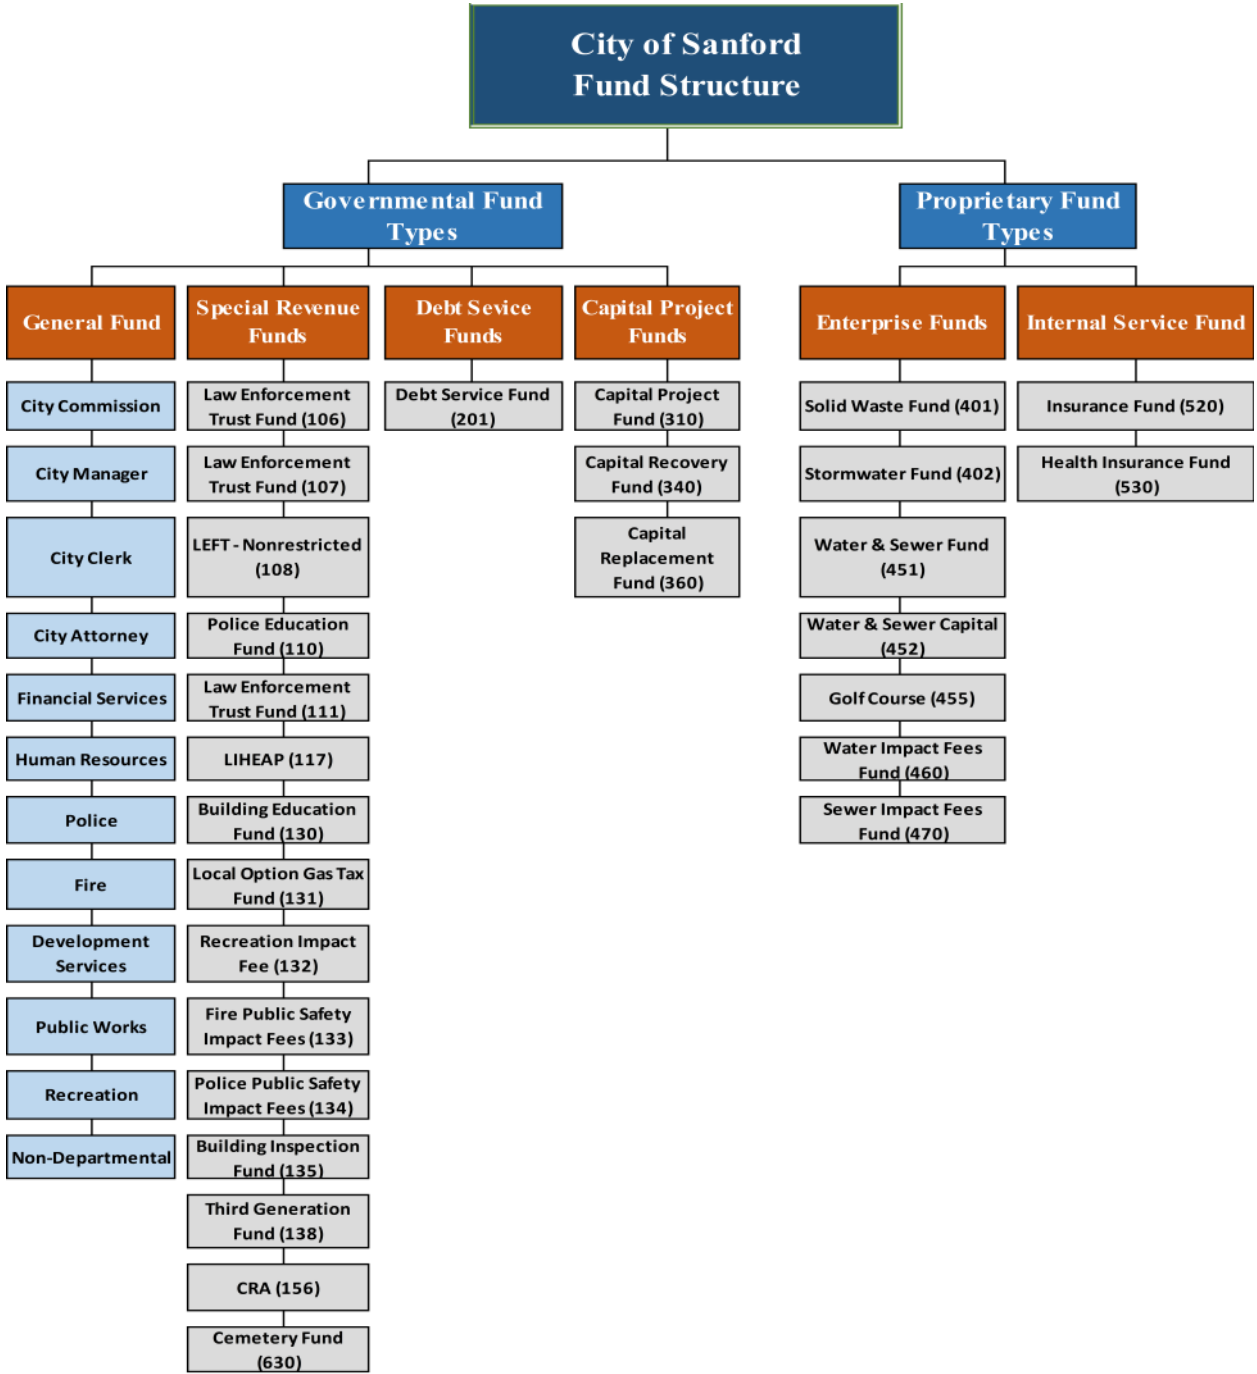 City of Sanford
Fund Structure
Governmental Fund
Types
Proprietary Fund
Types
General Fund
Special Revenue
Funds
Debt Sevice
Funds
Capital Project
Funds
Enterprise Funds
Internal Service Fund
City Commission
City Manager
City Clerk
City Attorney
Financial Services
Human Resources
Police
Fire
Development
Services
Public Works
Recreation
Non-Departmental
Law Enforcement
Trust Fund (106)
Law Enforcement
Trust Fund (107)
LEFT - Nonrestricted
(108)
Police Education
Fund (110)
Law Enforcement
Trust Fund (111)
LIHEAP (117)
Building Education
Fund (130)
Local Option Gas Tax
Fund (131)
Recreation Impact
Fee (132)
Fire Public Safety
Impact Fees (133)
Police Public Safety
Impact Fees (134)
Building Inspection
Fund (135)
Third Generation
Fund (138)
CRA (156)
Cemetery Fund
(630)
Debt Service Fund
(201)
Capital Project
Fund (310)
Capital Recovery
Fund (340)
Capital
Replacement
Fund (360)
Solid Waste Fund (401)
Stormwater Fund (402)
Water & Sewer Fund
(451)
Water & Sewer Capital
(452)
Golf Course (455)
Water Impact Fees
Fund (460)
Sewer Impact Fees
Fund (470)
Insurance Fund (520)
Health Insurance Fund
(530)